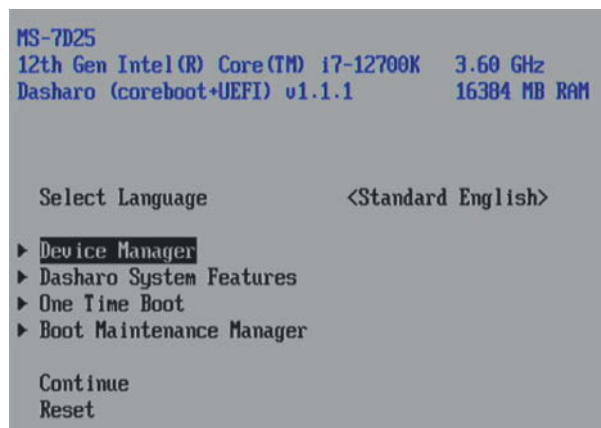 MS-7D25
12th Gen Intel(R) Core(TM) i7-12700K 3.60 GHz
Dasharo (coreboot+UEFI) v1.1.1 16384 MB RAM
Select Language <Standard English>
Device Manager
Dasharo System Features
One Time Boot
Boot Maintenance Manager
Continue
Reset